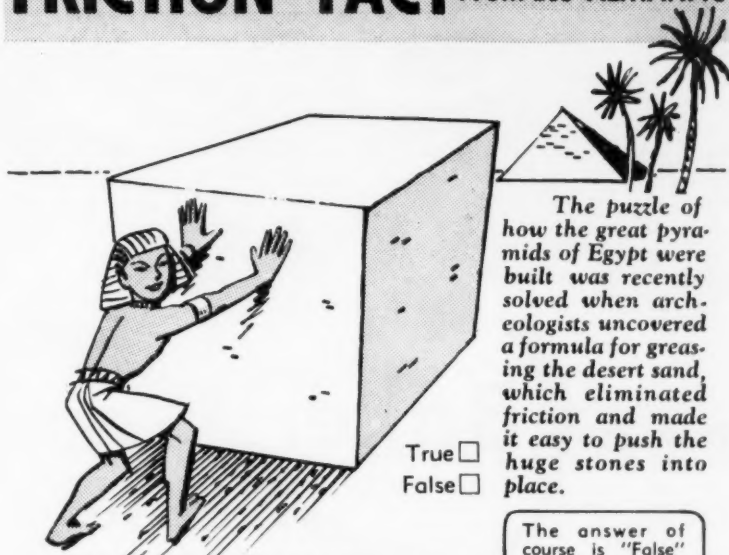 FRICTION FACT
The puzzle of
how the great pyra-
mids of Egypt were
built was recently
solved when arch-
eologists uncovered
a formula for greas-
ing the desert sand,
which eliminated
friction and made
it easy to push the
huge stones into
place.
True
False
The answer of
course is "False"